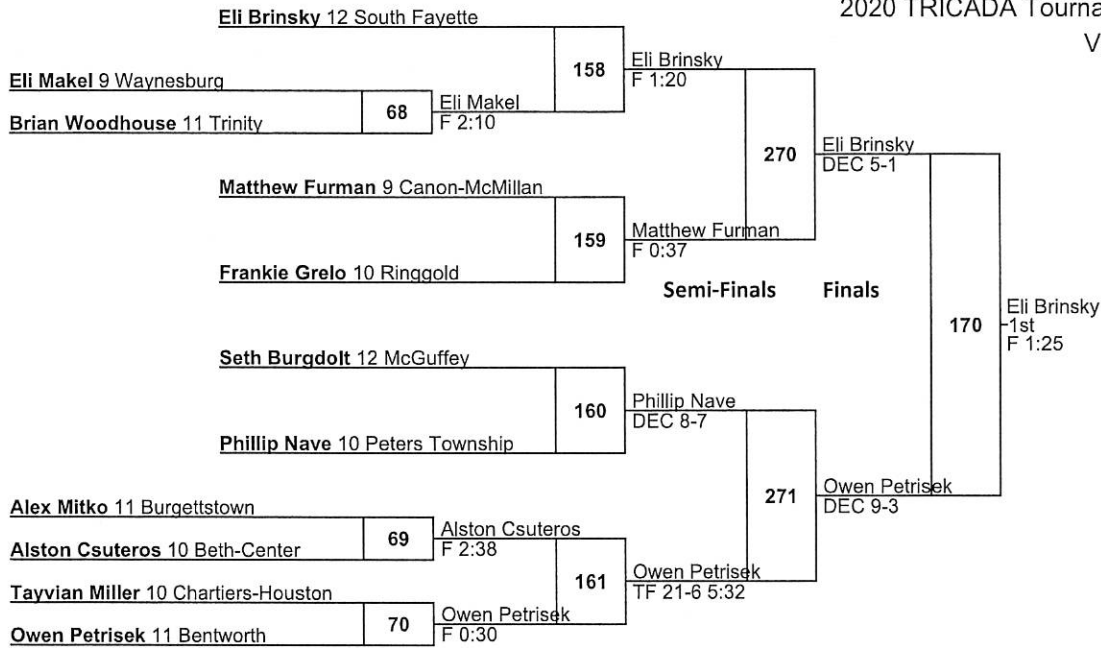 2020 TRICADA Tourna
V
Eli Brinsky 12 South Fayette
158
Eli Brinsky
F 1:20
Eli Makel 9 Waynesburg
68
Eli Makel
F 2:10
Brian Woodhouse 11 Trinity
270
Eli Brinsky
DEC 5-1
Matthew Furman 9 Canon-McMillan
159
Matthew Furman
F 0:37
Frankie Grelo 10 Ringgold
Semi-Finals
Finals
170
Eli Brinsky
1st
F 1:25
Seth Burgdolt 12 McGuffey
160
Phillip Nave
DEC 8-7
Phillip Nave 10 Peters Township
271
Owen Petrisek
DEC 9-3
Alex Mitko 11 Burgettstown
69
Alston Csuteros
F 2:38
Alston Csuteros 10 Beth-Center
161
Owen Petrisek
TF 21-6 5:32
Tayvian Miller 10 Chartiers-Houston
70
Owen Petrisek
F 0:30
Owen Petrisek 11 Bentworth